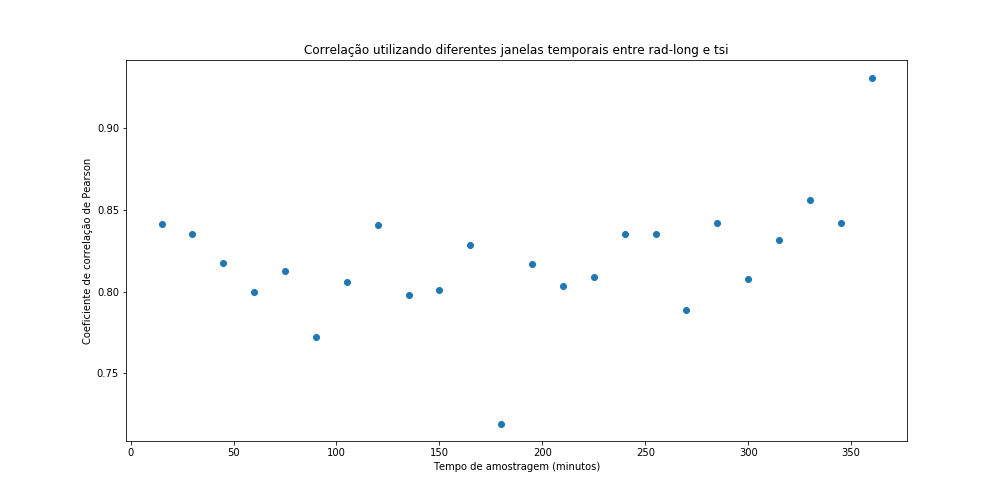 Correlação utilizando diferentes janelas temporais entre rad-long e tsi
Coeficiente de correlação de Pearson
0.90
0.85
0.80
0.75
0 50 100 150 200 250 300 350
Tempo de amostragem (minutos)